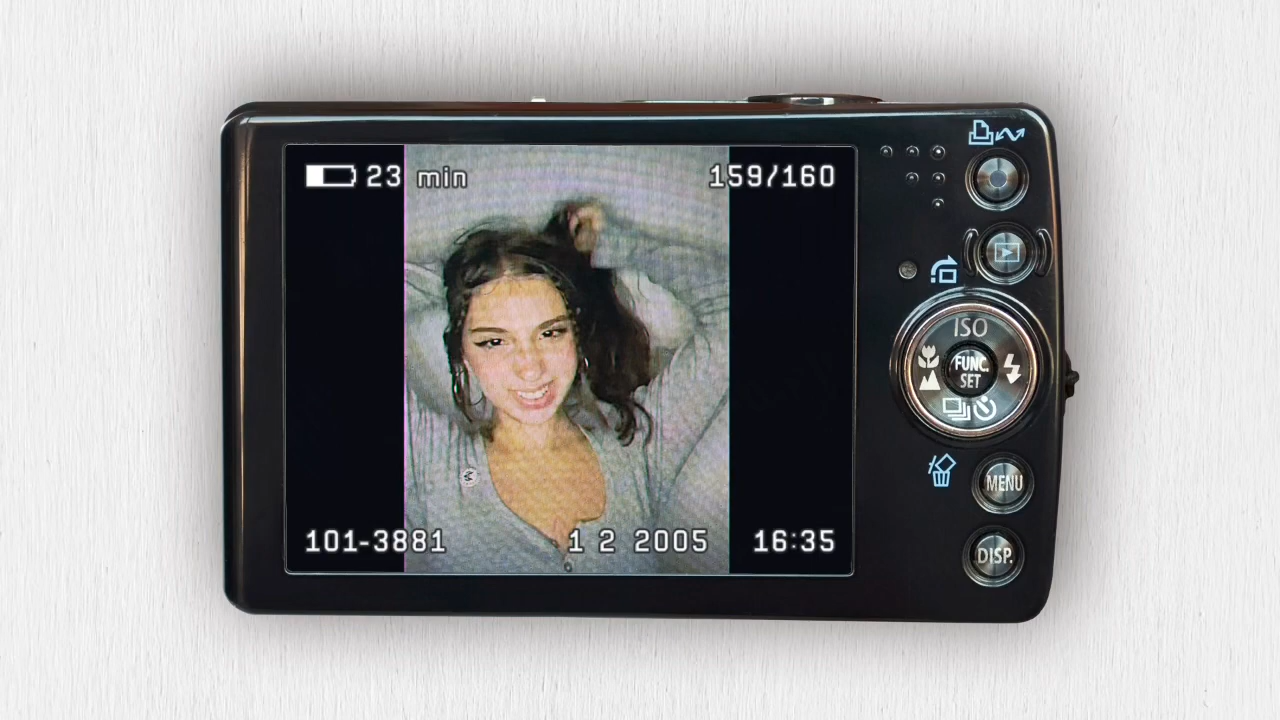 23 min
159/160
101-3881
1 2 2005
16:35
ISO
FUNC.
SET
MENU
DISP.